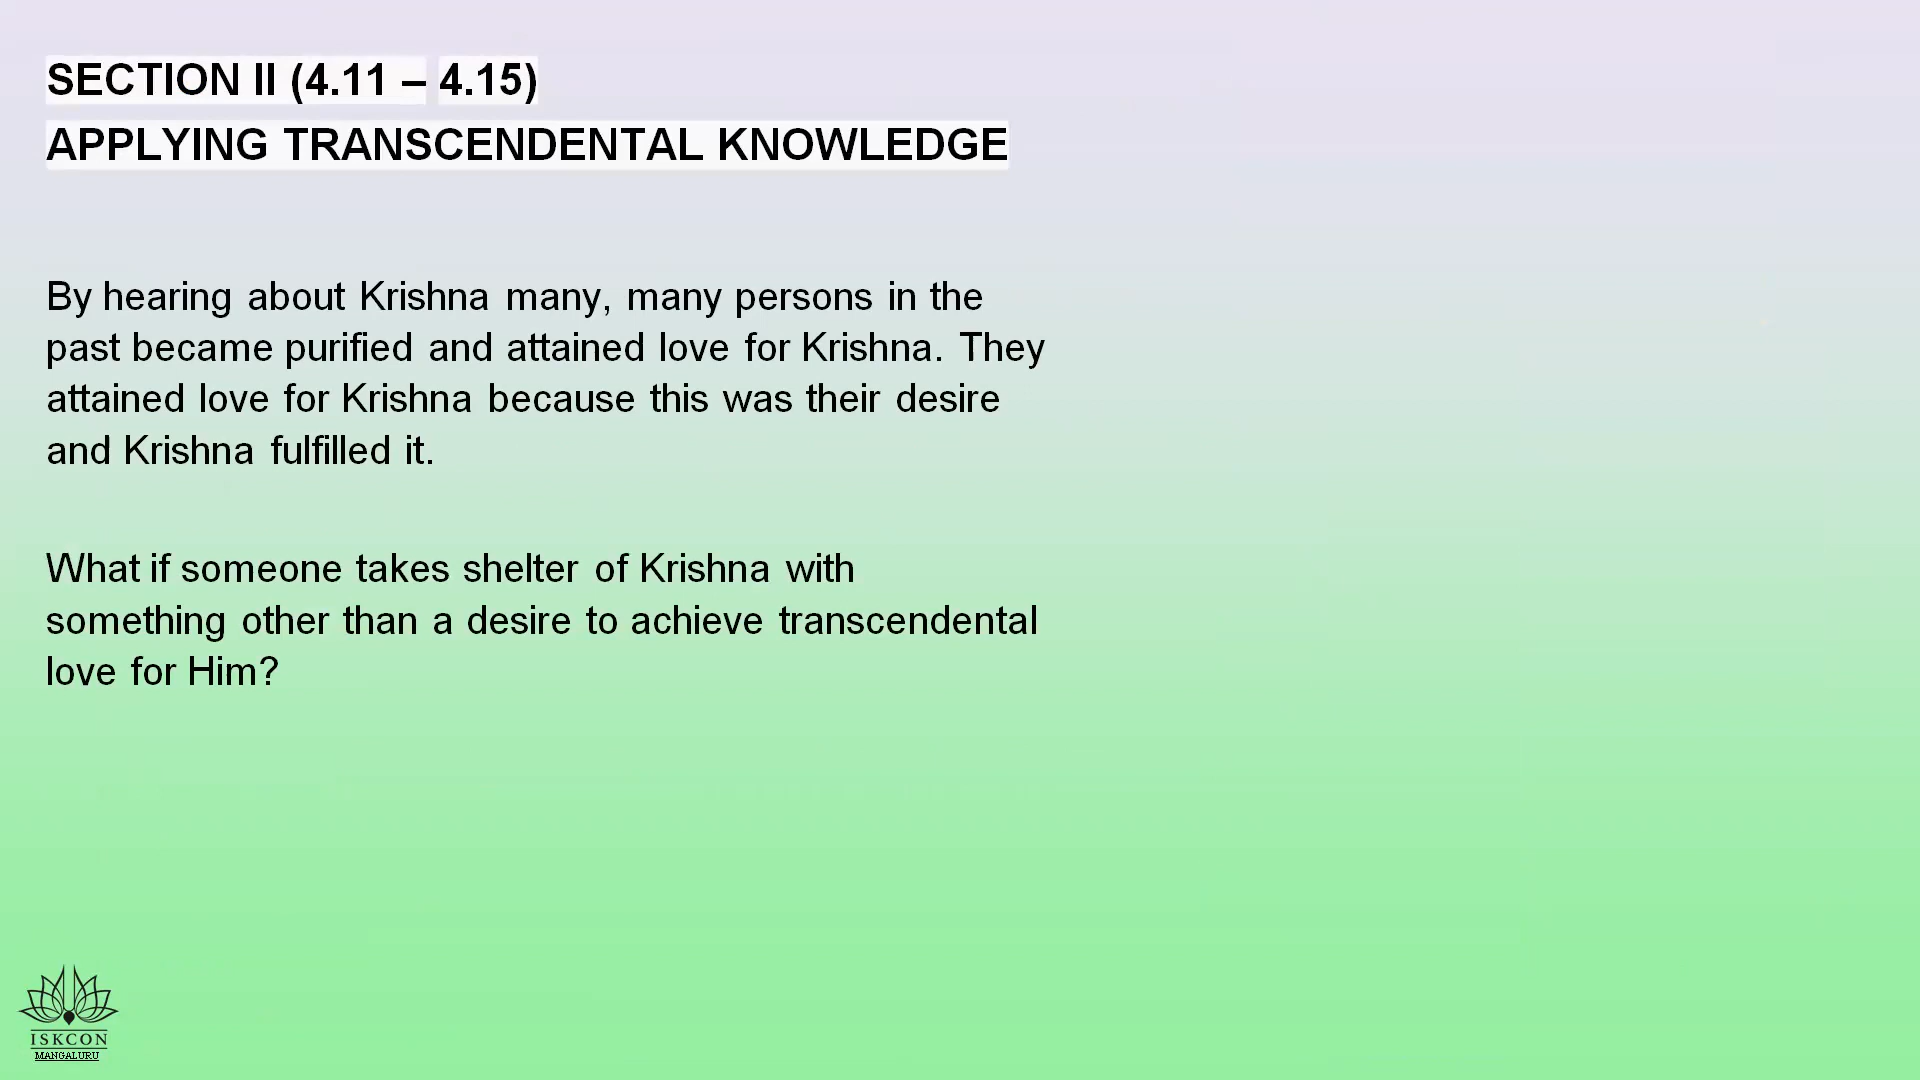 SECTION II (4.11 – 4.15)
APPLYING TRANSCENDENTAL KNOWLEDGE
By hearing about Krishna many, many persons in the
past became purified and attained love for Krishna. They
attained love for Krishna because this was their desire
and Krishna fulfilled it.
What if someone takes shelter of Krishna with
something other than a desire to achieve transcendental
love for Him?
ISKCON
MANGALURU